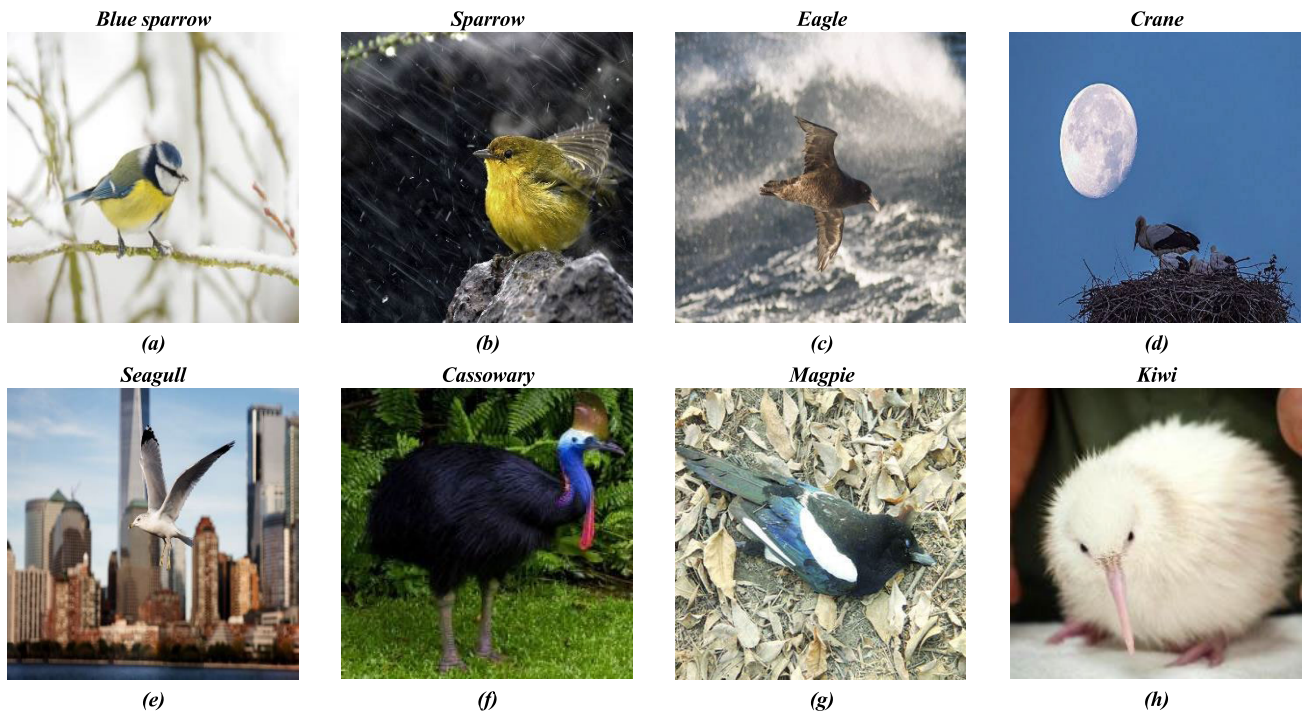 Blue sparrow
Sparrow
Eagle
Crane
(a)
(b)
(c)
(d)
Seagull
Cassowary
Magpie
Kiwi
(e)
(f)
(g)
(h)